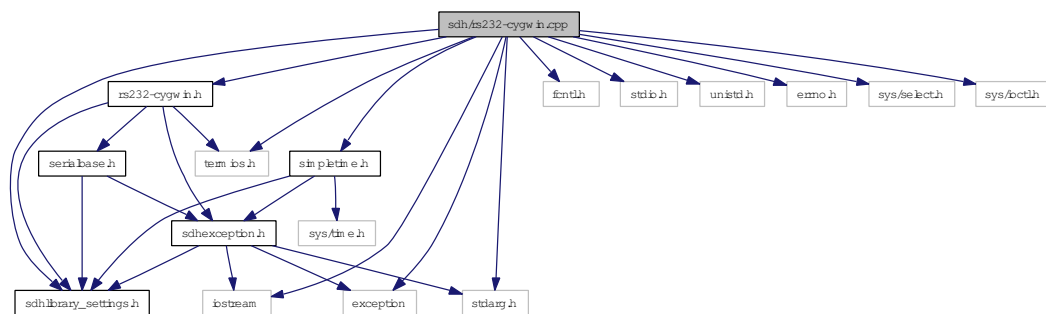 sdh/rs232-cygwin.cpp
rs232-cygwin.h
fcntl.h
stdio.h
unistd.h
errno.h
sys/select.h
sys/ioctl.h
serialbase.h
termios.h
simpletime.h
sdhexception.h
sys/time.h
sdhlibrary_settings.h
iostream
exception
stdarg.h